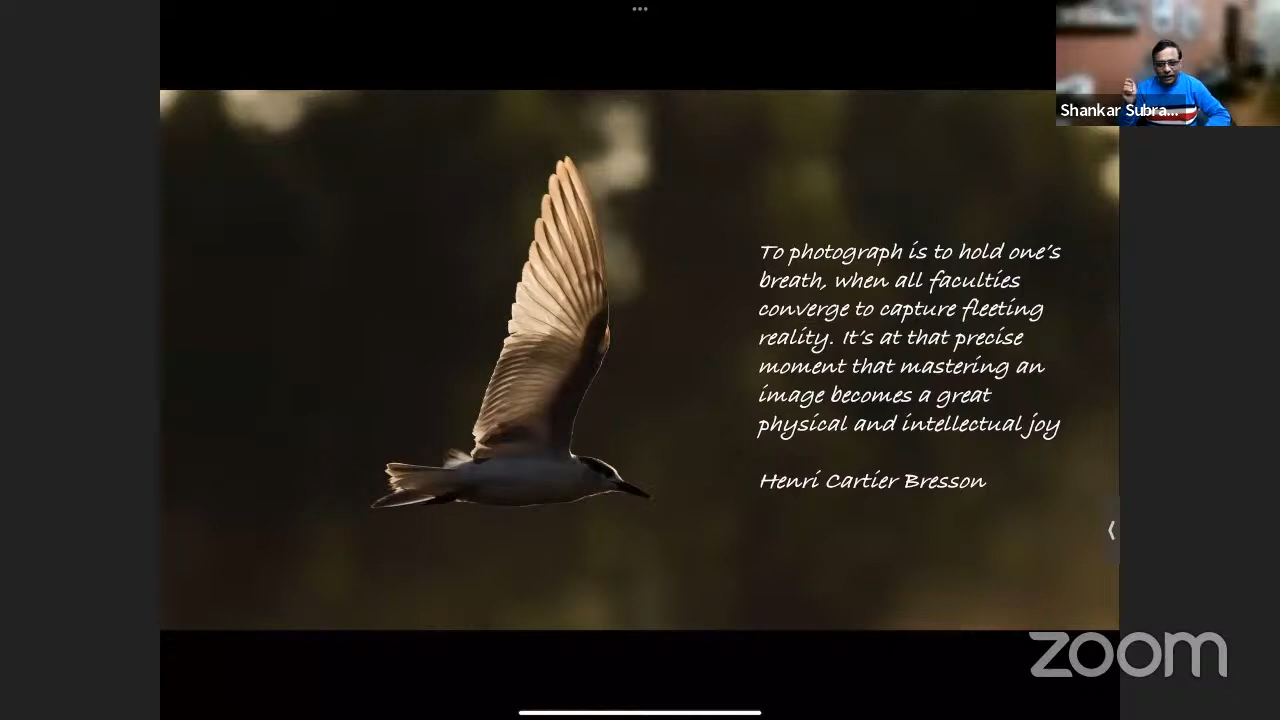 Shankar Subra...
To photograph is to hold one's
breath, when all faculties
converge to capture fleeting
reality. It's at that precise
moment that mastering an
image becomes a great
physical and intellectual joy
Henri Cartier Bresson
zoom